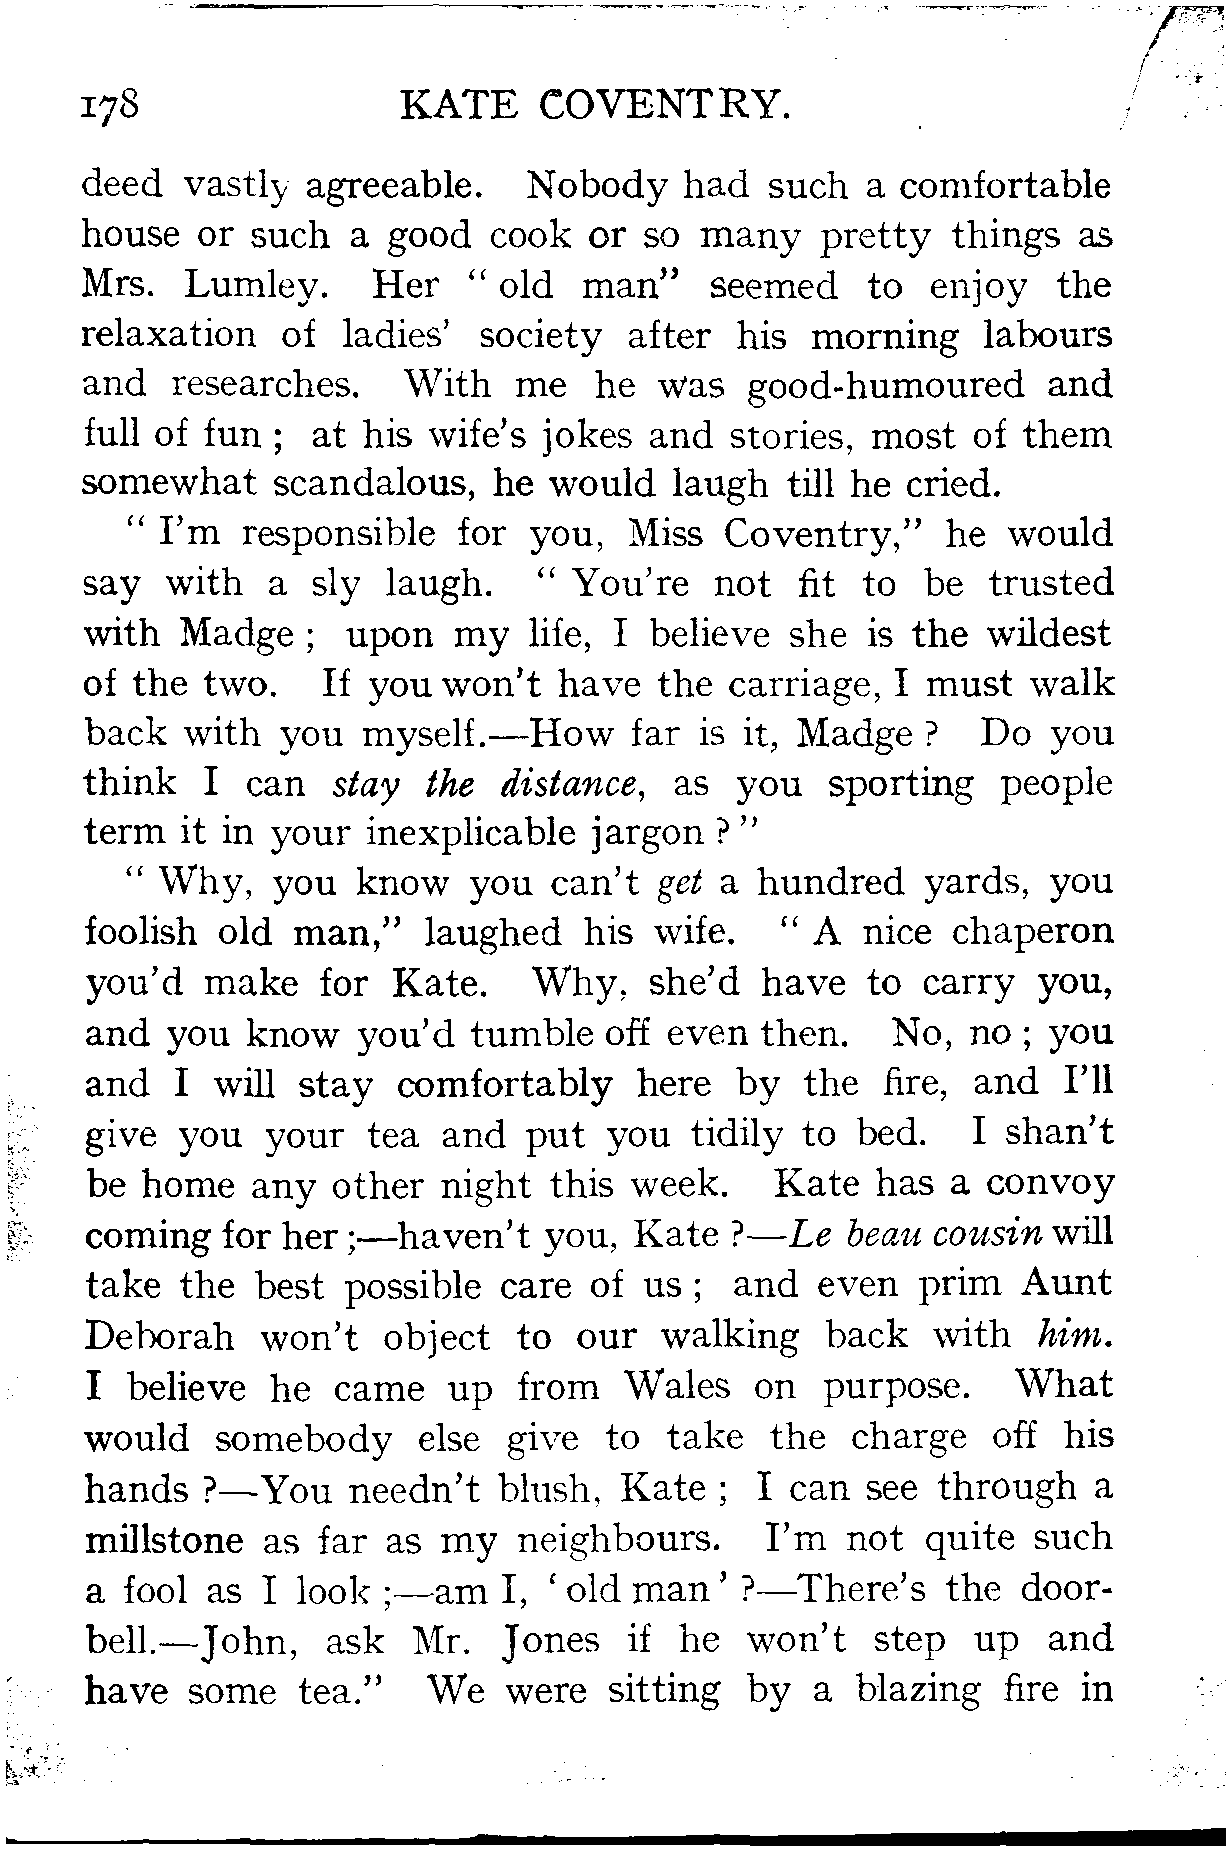 178 KATE COVENTRY.
deed vastly agreeable. Nobody had such a comfortable
house or such a good cook or so many pretty things as
Mrs. Lumley. Her " old man" seemed to enjoy the
relaxation of ladies' society after his morning labours
and researches. With me he was good-humoured and
full of fun ; at his wife's jokes and stories, most of them
somewhat scandalous, he would laugh till he cried.
" I'm responsible for you, Miss Coventry," he would
say with a sly laugh. " You're not fit to be trusted
with Madge ; upon my life, I believe she is the wildest
of the two. If you won't have the carriage, I must walk
back with you myself.—How far is it, Madge ? Do you
think I can stay the distance, as you sporting people
term it in your inexplicable jargon ? "
" Why, you know you can't get a hundred yards, you
foolish old man," laughed his wife. " A nice chaperon
you'd make for Kate. Why, she'd have to carry you,
and you know you'd tumble off even then. No, no ; you
and I will stay comfortably here by the fire, and I'll
give you your tea and put you tidily to bed. I shan't
be home any other night this week. Kate has a convoy
coming for her ;—haven't you, Kate ?—Le beau cousin will
take the best possible care of us ; and even prim Aunt
Deborah won't object to our walking back with him.
I believe he came up from Wales on purpose. What
would somebody else give to take the charge off his
hands ?—You needn't blush, Kate ; I can see through a
millstone as far as my neighbours. I'm not quite such
a fool as I look ;—am I, ' old man ' ?—There's the door-
bell.—John, ask Mr. Jones if he won't step up and
have some tea." We were sitting by a blazing fire in